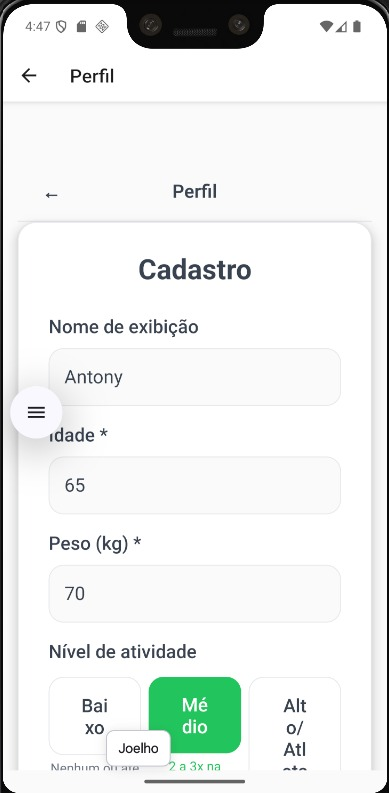 4:47
← Perfil
← Perfil
Cadastro
Nome de exibição
Antony
Idade *
65
Peso (kg) *
70
Nível de atividade
Bai
xo
Mé
dio
Alt
o/
Atl
Joelho
Nenhum ou até
2 a 3x na